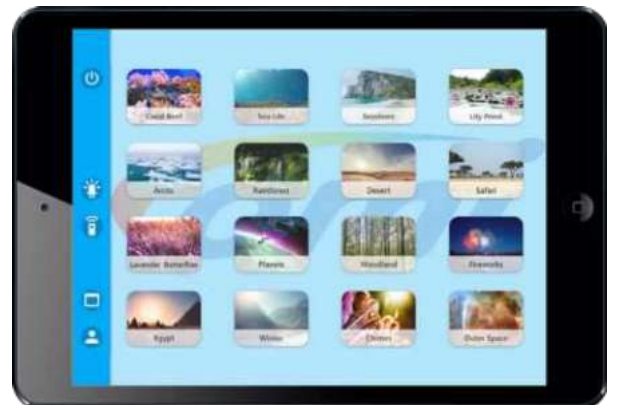 Coral Reef
Sea Life
Seashore
Lily Pond
Arctic
Rainforest
Desert
Safari
Lavender Butterflies
Planets
Woodland
Fireworks
Egypt
Winter
Outer Space